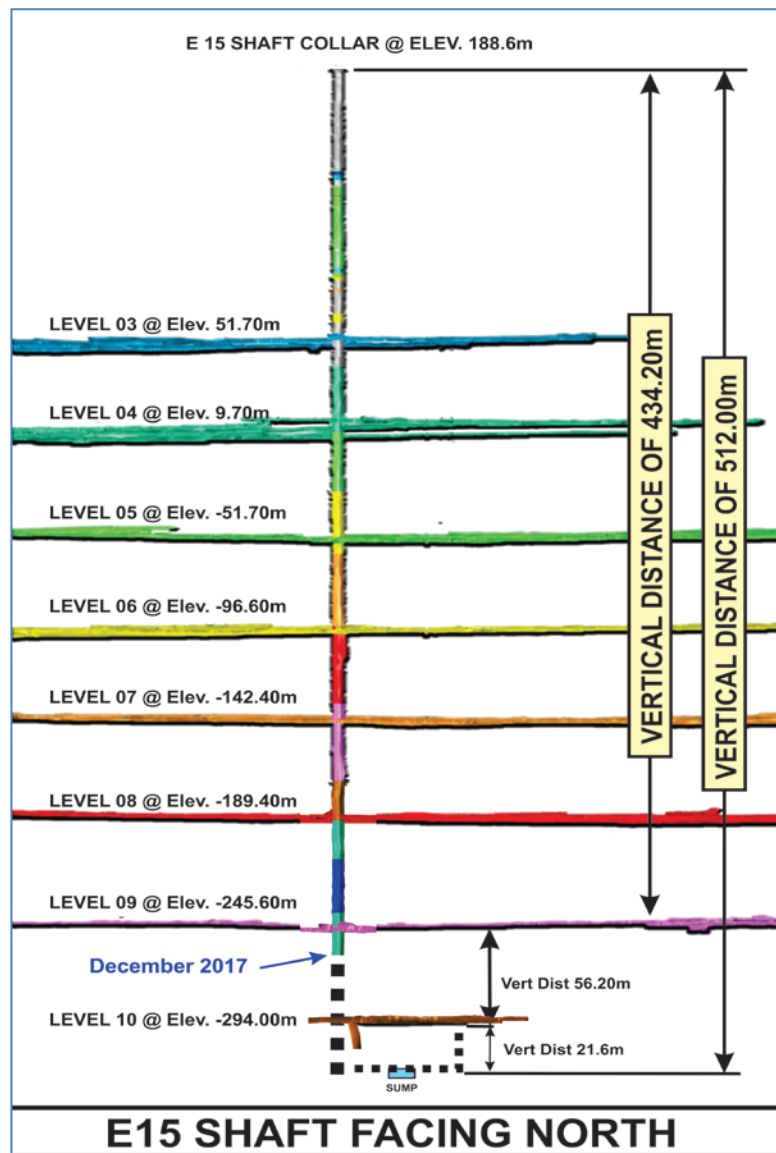 E 15 SHAFT COLLAR @ ELEV. 188.6m
LEVEL 03 @ Elev. 51.70m
LEVEL 04 @ Elev. 9.70m
LEVEL 05 @ Elev. -51.70m
LEVEL 06 @ Elev. -96.60m
LEVEL 07 @ Elev. -142.40m
LEVEL 08 @ Elev. -189.40m
LEVEL 09 @ Elev. -245.60m
December 2017
LEVEL 10 @ Elev. -294.00m
VERTICAL DISTANCE OF 434.20m
VERTICAL DISTANCE OF 512.00m
Vert Dist 56.20m
Vert Dist 21.6m
SUMP
E15 SHAFT FACING NORTH